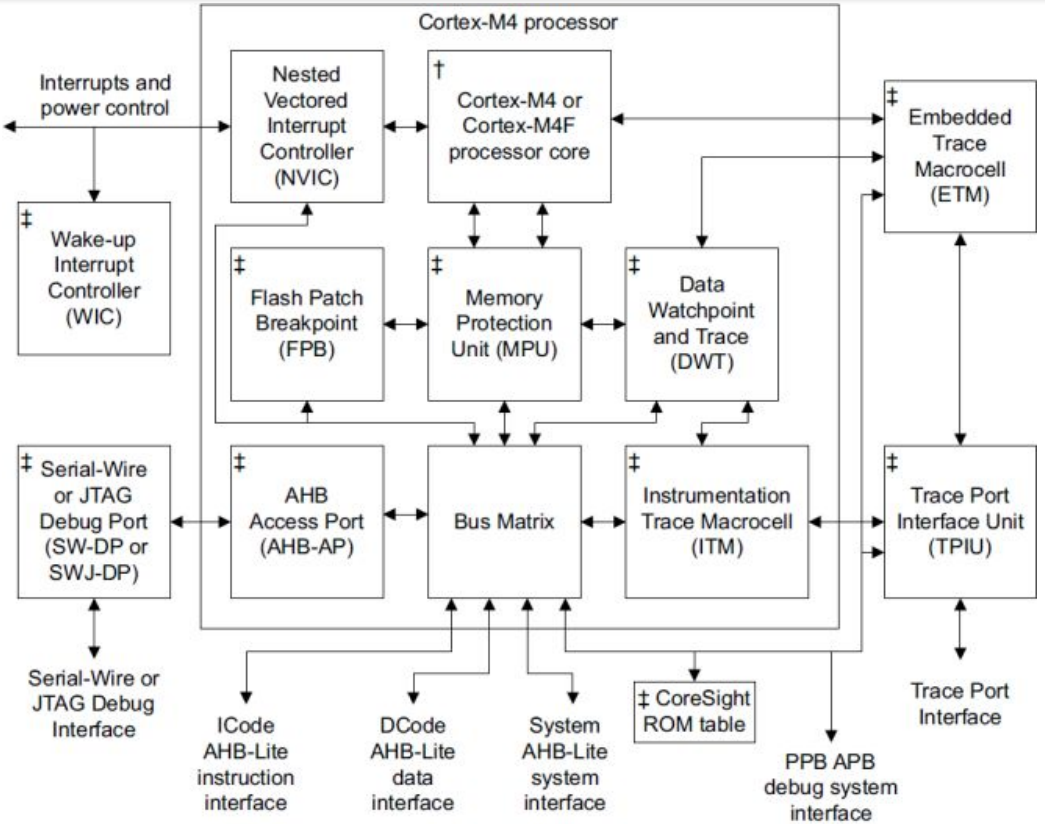 Cortex-M4 processor
Interrupts and
power control
Nested
Vectored
Interrupt
Controller
(NVIC)
†
Cortex-M4 or
Cortex-M4F
processor core
‡
Embedded
Trace
Macrocell
(ETM)
‡
Wake-up
Interrupt
Controller
(WIC)
‡
Flash Patch
Breakpoint
(FPB)
‡
Memory
Protection
Unit (MPU)
‡
Data
Watchpoint
and Trace
(DWT)
‡
Serial-Wire
or JTAG
Debug Port
(SW-DP or
SWJ-DP)
‡
AHB
Access Port
(AHB-AP)
Bus Matrix
‡
Instrumentation
Trace Macrocell
(ITM)
‡
Trace Port
Interface Unit
(TPIU)
Serial-Wire or
JTAG Debug
Interface
ICode
AHB-Lite
instruction
interface
DCode
AHB-Lite
data
interface
System
AHB-Lite
system
interface
‡ CoreSight
ROM table
PPB APB
debug system
interface
Trace Port
Interface